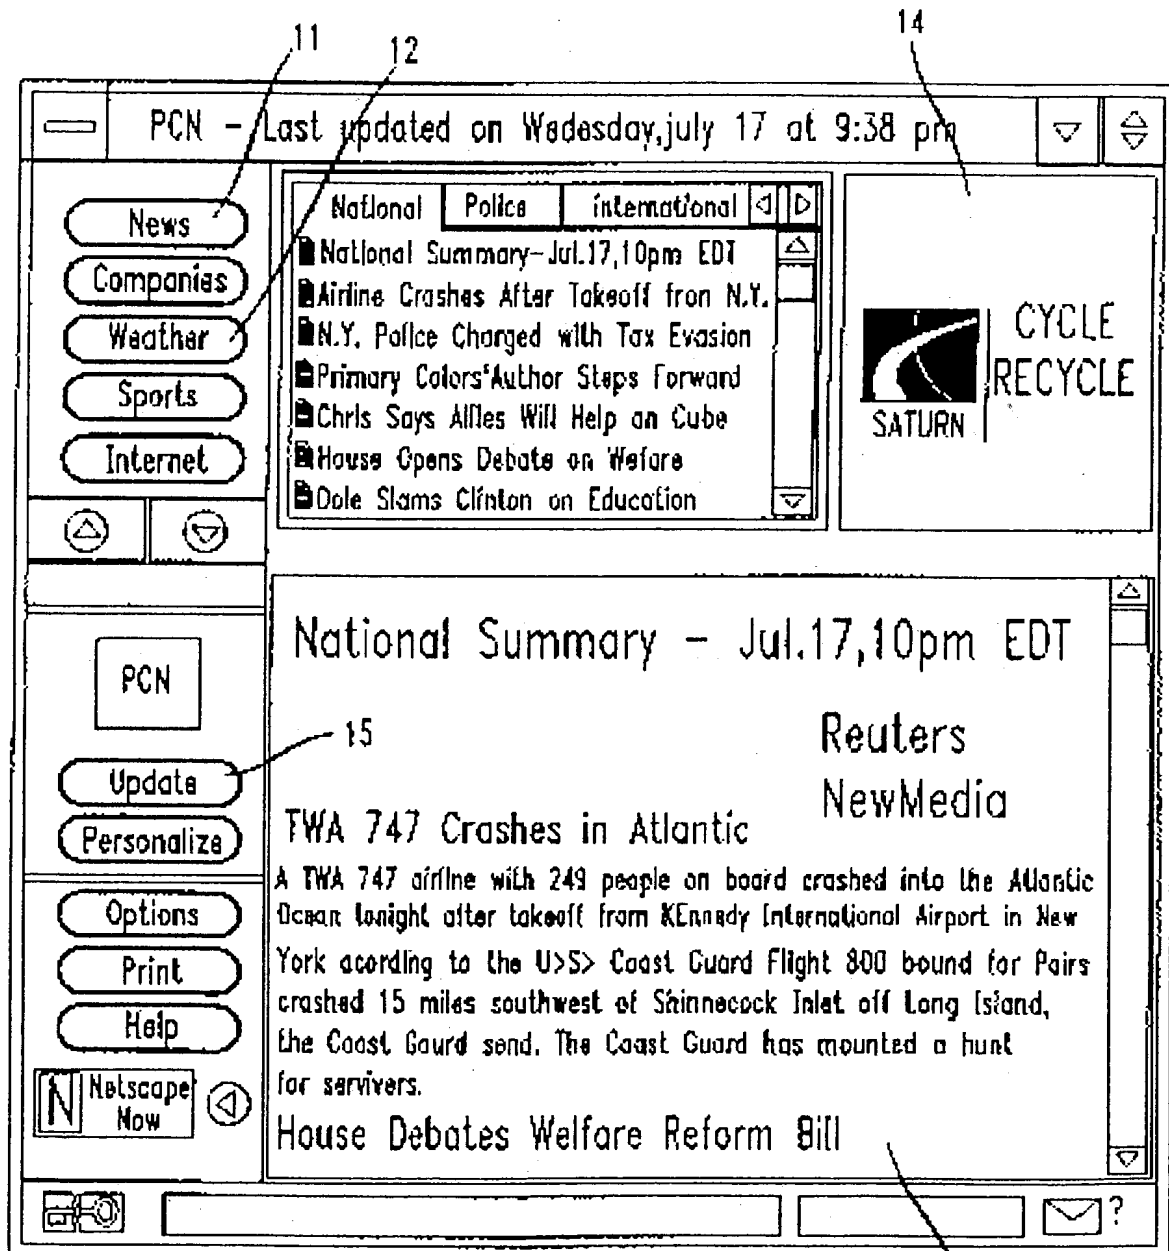 11
12
14
PCN - Last updated on Wadasday,july 17 at 9:38 pm
News
Companies
Weather
Sports
Internet
National Police international
National Summary-Jul.17,10pm EDT
Airline Crashes After Takeoff fron N.Y.
N.Y. Police Charged with Tax Evasion
Primary Colors'Author Steps Forward
Chris Says Allies Will Help on Cube
House Opens Debate on Wefare
Dole Slams Clinton on Education
CYCLE
RECYCLE
SATURN
PCN
15
Update
Personalize
Options
Print
Help
N Netscape
Now
National Summary - Jul.17,10pm EDT
Reuters
NewMedia
TWA 747 Crashes in Atlantic
A TWA 747 airline with 249 people on board crashed into the Atlantic
Ocean tonight after takeoff from KEnnedy International Airport in New
York acording to the U>S> Coast Guard Flight 800 bound for Pairs
crashed 15 miles southwest of Shinnecock Inlet off Long Island,
the Coast Gaurd send. The Coast Guard has mounted a hunt
for servivers.
House Debates Welfare Reform Bill
?